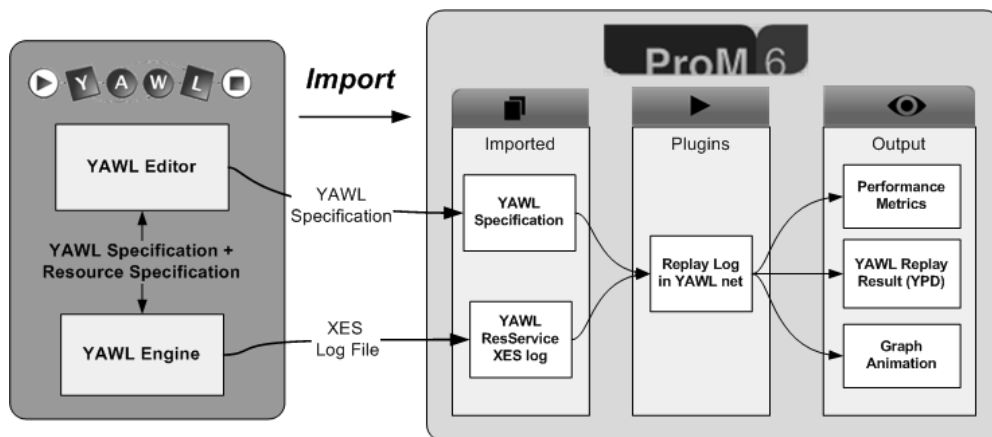 YAWL
YAWL Editor
YAWL Specification +
Resource Specification
YAWL Engine
Import
YAWL
Specification
XES
Log File
ProM 6
Imported
YAWL
Specification
YAWL
ResService
XES log
Plugins
Replay Log
in YAWL net
Output
Performance
Metrics
YAWL Replay
Result (YPD)
Graph
Animation